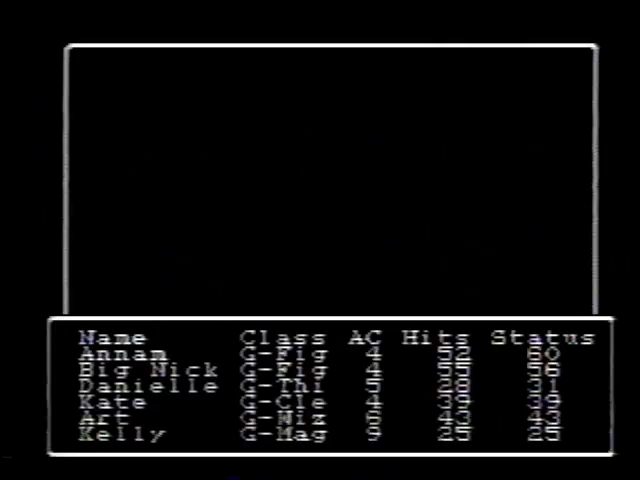 Name Class AC Hits Status
Annam G-Fig 4 52 60
Big Nick G-Fig 4 55 56
Danielle G-Thi 5 28 31
Kate G-Cle 4 39 39
Art G-Wiz 6 43 43
Kelly G-Mag 9 25 25